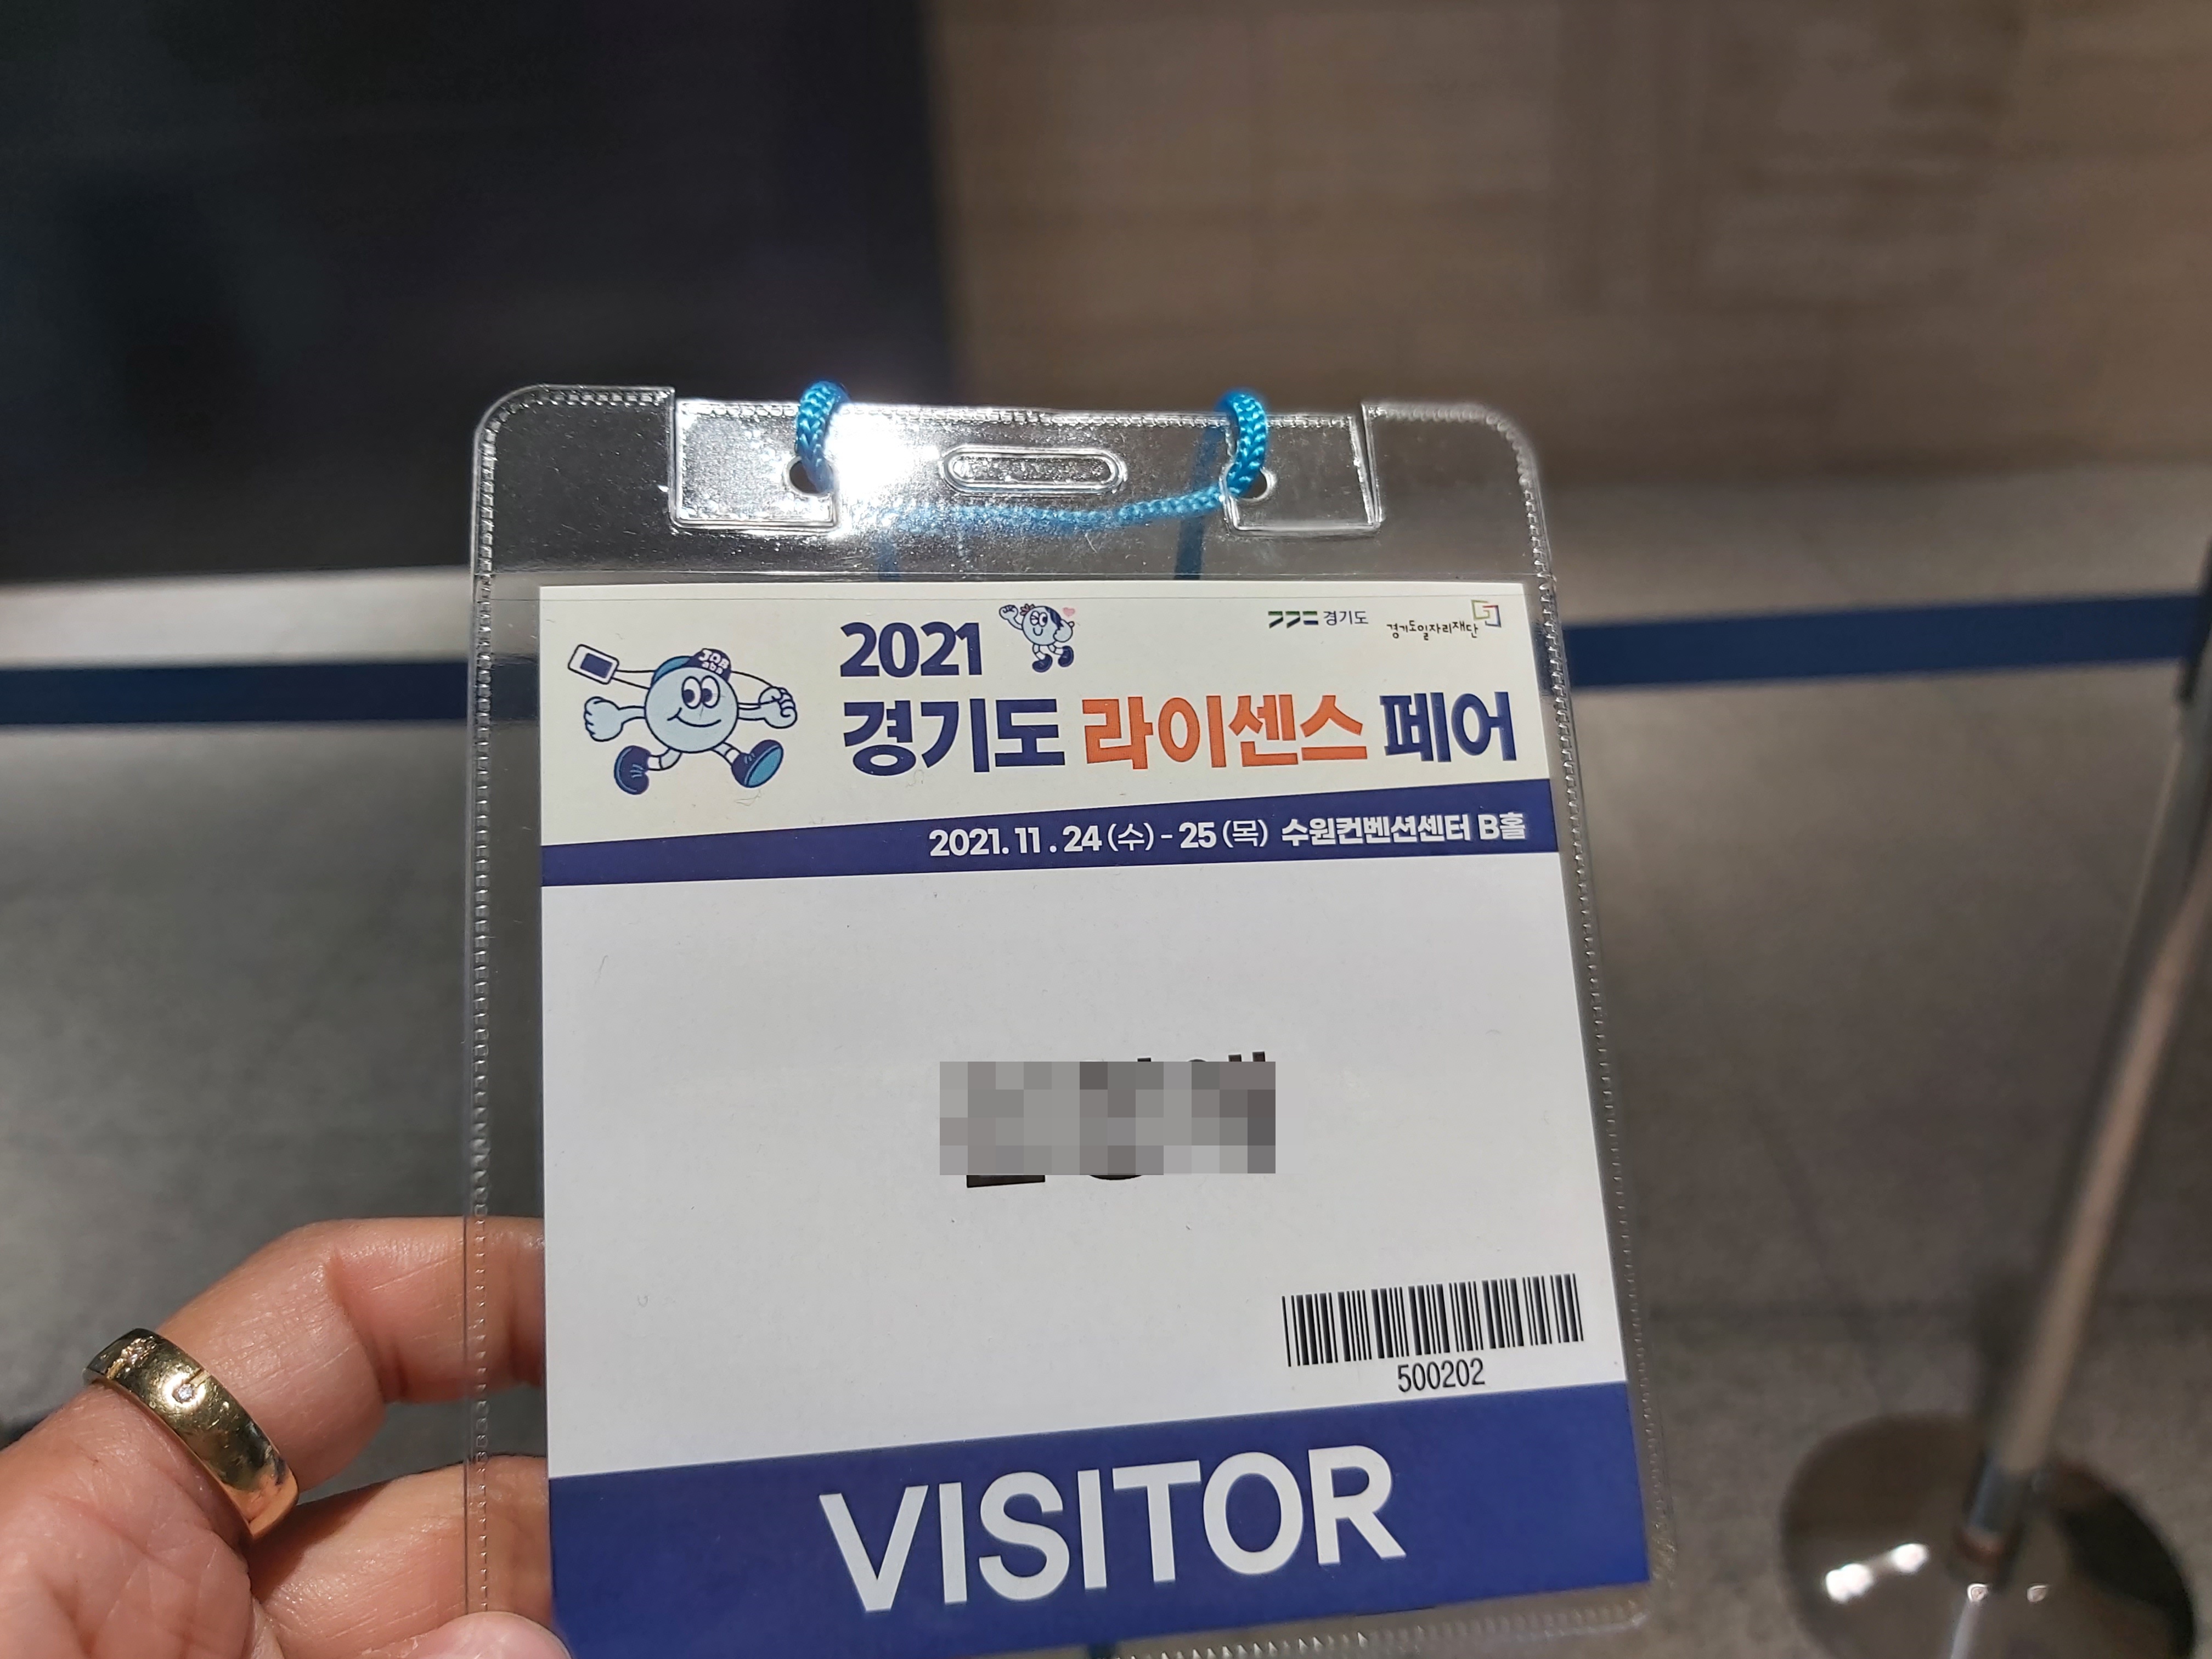 2021
경기도
경기도일자리재단
경기도 라이센스 페어
2021. 11 . 24 (수) - 25 (목) 수원컨벤션센터 B홀
500202
VISITOR